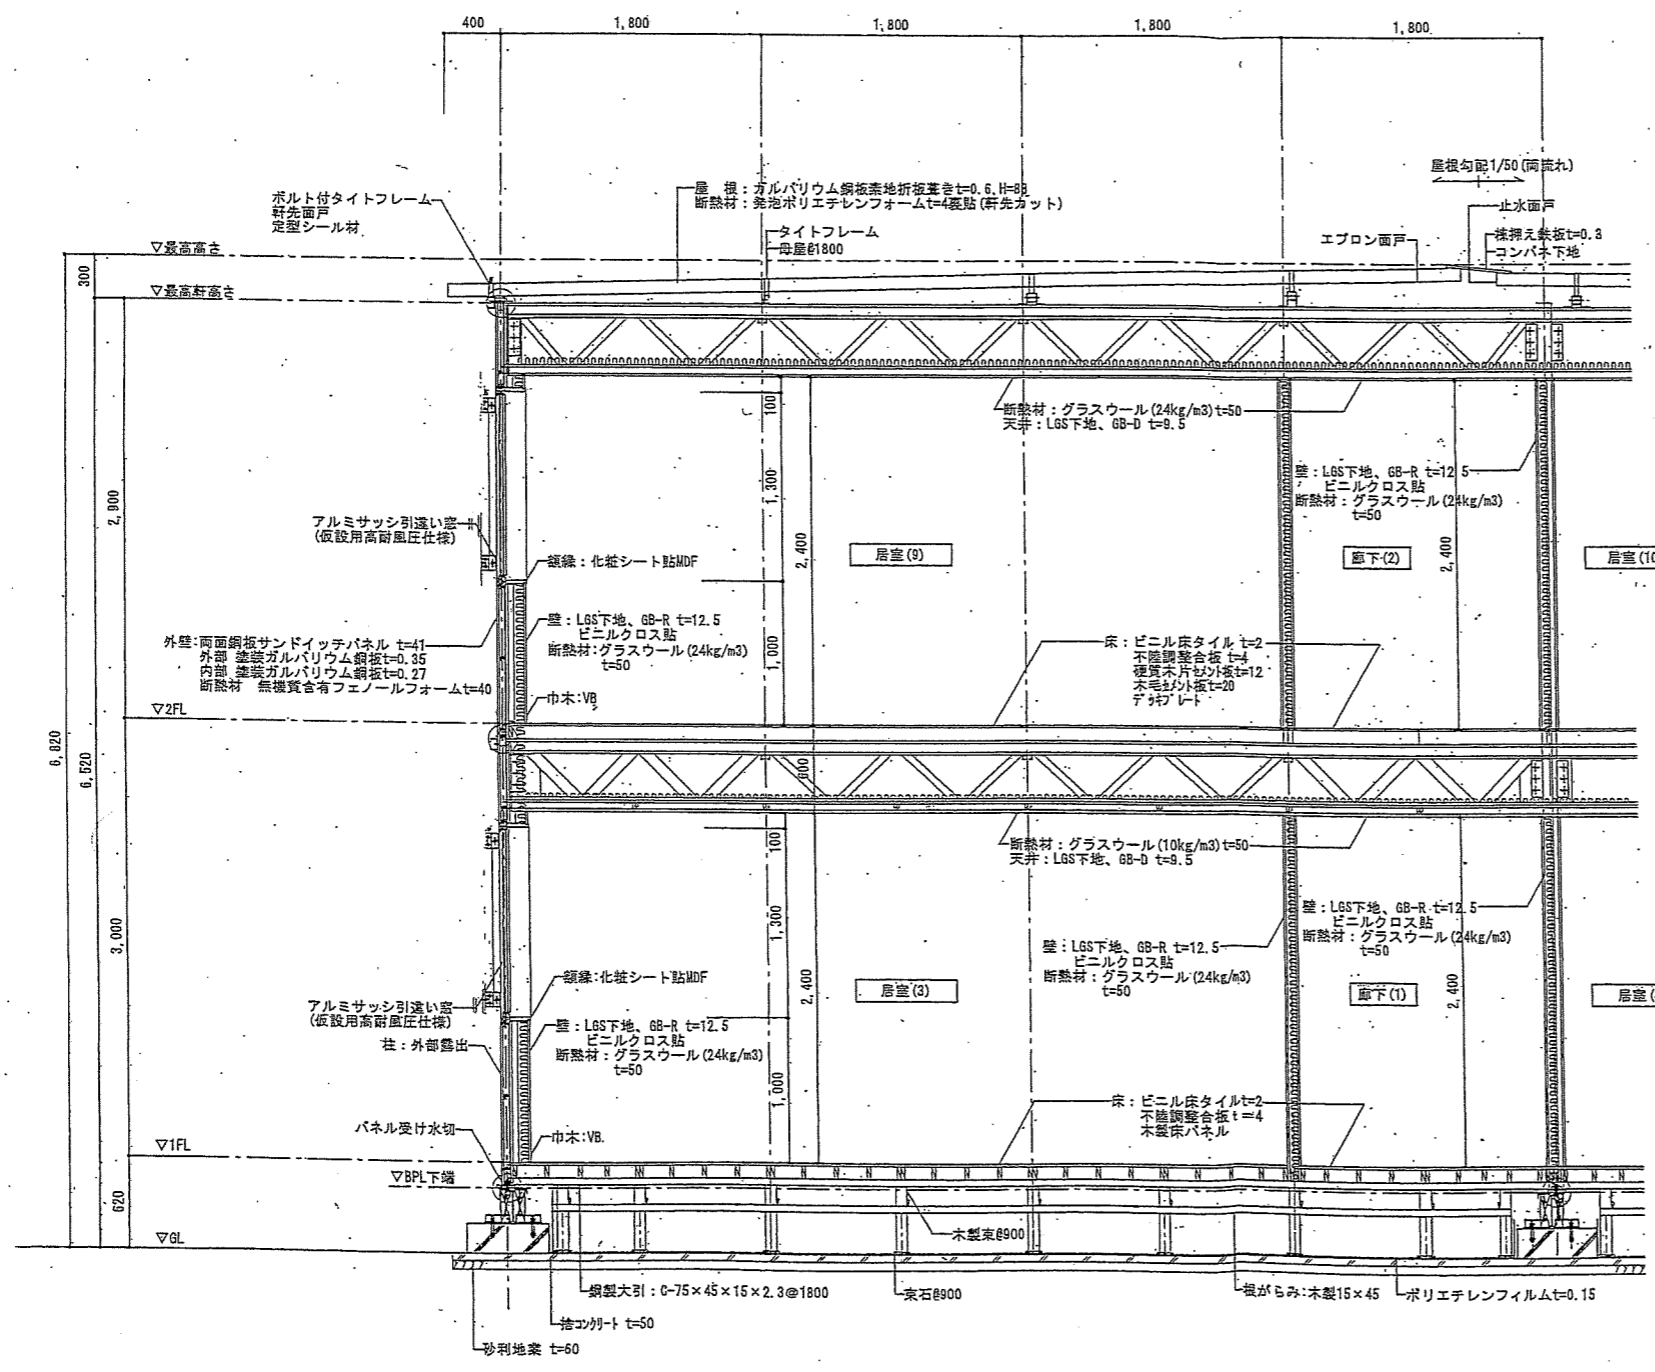 400
1,800
1,800
1,800
1,800
屋根勾配1/50(両流れ)
屋 根：ガルバリウム鋼板素地折板葺きt=0.6,H=88
断熱材：発泡ポリエチレンフォームt=4裏貼(軒先カット)
ボルト付タイトフレーム
軒先面戸
定型シール材
止水面戸
タイトフレーム
母屋@1800
エプロン面戸
棟押え鉄板t=0.3
コンパネ下地
▽最高高さ
300
▽最高軒高さ
100
断熱材：グラスウール(24kg/m3)t=50
天井：LGS下地、GB-D t=9.5
1,300
壁：LGS下地、GB-R t=12.5
ビニルクロス貼
断熱材：グラスウール(24kg/m3)
t=50
2,900
アルミサッシ引違い窓
(仮設用高耐風圧仕様)
2,400
居室(9)
廊下(2)
2,400
居室(10
額縁：化粧シート貼MDF
壁：LGS下地、GB-R t=12.5
ビニルクロス貼
断熱材：グラスウール(24kg/m3)
t=50
1,000
外壁：両面鋼板サンドイッチパネル t=41
外部 塗装ガルバリウム鋼板t=0.35
内部 塗装ガルバリウム鋼板t=0.27
断熱材 無機質含有フェノールフォームt=40
床：ビニル床タイル t=2
不陸調整合板 t=4
硬質木片セメント板t=12
木毛セメント板t=20
デッキプレート
巾木：VB
▽2FL
6,820
6,520
600
100
断熱材：グラスウール(10kg/m3)t=50
天井：LGS下地、GB-D t=9.5
3,000
1,300
壁：LGS下地、GB-R t=12.5
ビニルクロス貼
断熱材：グラスウール(24kg/m3)
t=50
壁：LGS下地、GB-R t=12.5
ビニルクロス貼
断熱材：グラスウール(24kg/m3)
t=50
額縁：化粧シート貼MDF
2,400
居室(3)
廊下(1)
2,400
居室(
アルミサッシ引違い窓
(仮設用高耐風圧仕様)
柱：外部露出
壁：LGS下地、GB-R t=12.5
ビニルクロス貼
断熱材：グラスウール(24kg/m3)
t=50
1,000
床：ビニル床タイルt=2
不陸調整合板t=4
木製床パネル
パネル受け水切
巾木：VB
▽1FL
▽BPL下端
620
▽GL
木製束@900
鋼製大引：C-75×45×15×2.3@1800
束石@900
根がらみ：木製15×45
ポリエチレンフィルムt=0.15
捨コンクリート t=50
砂利地業 t=60